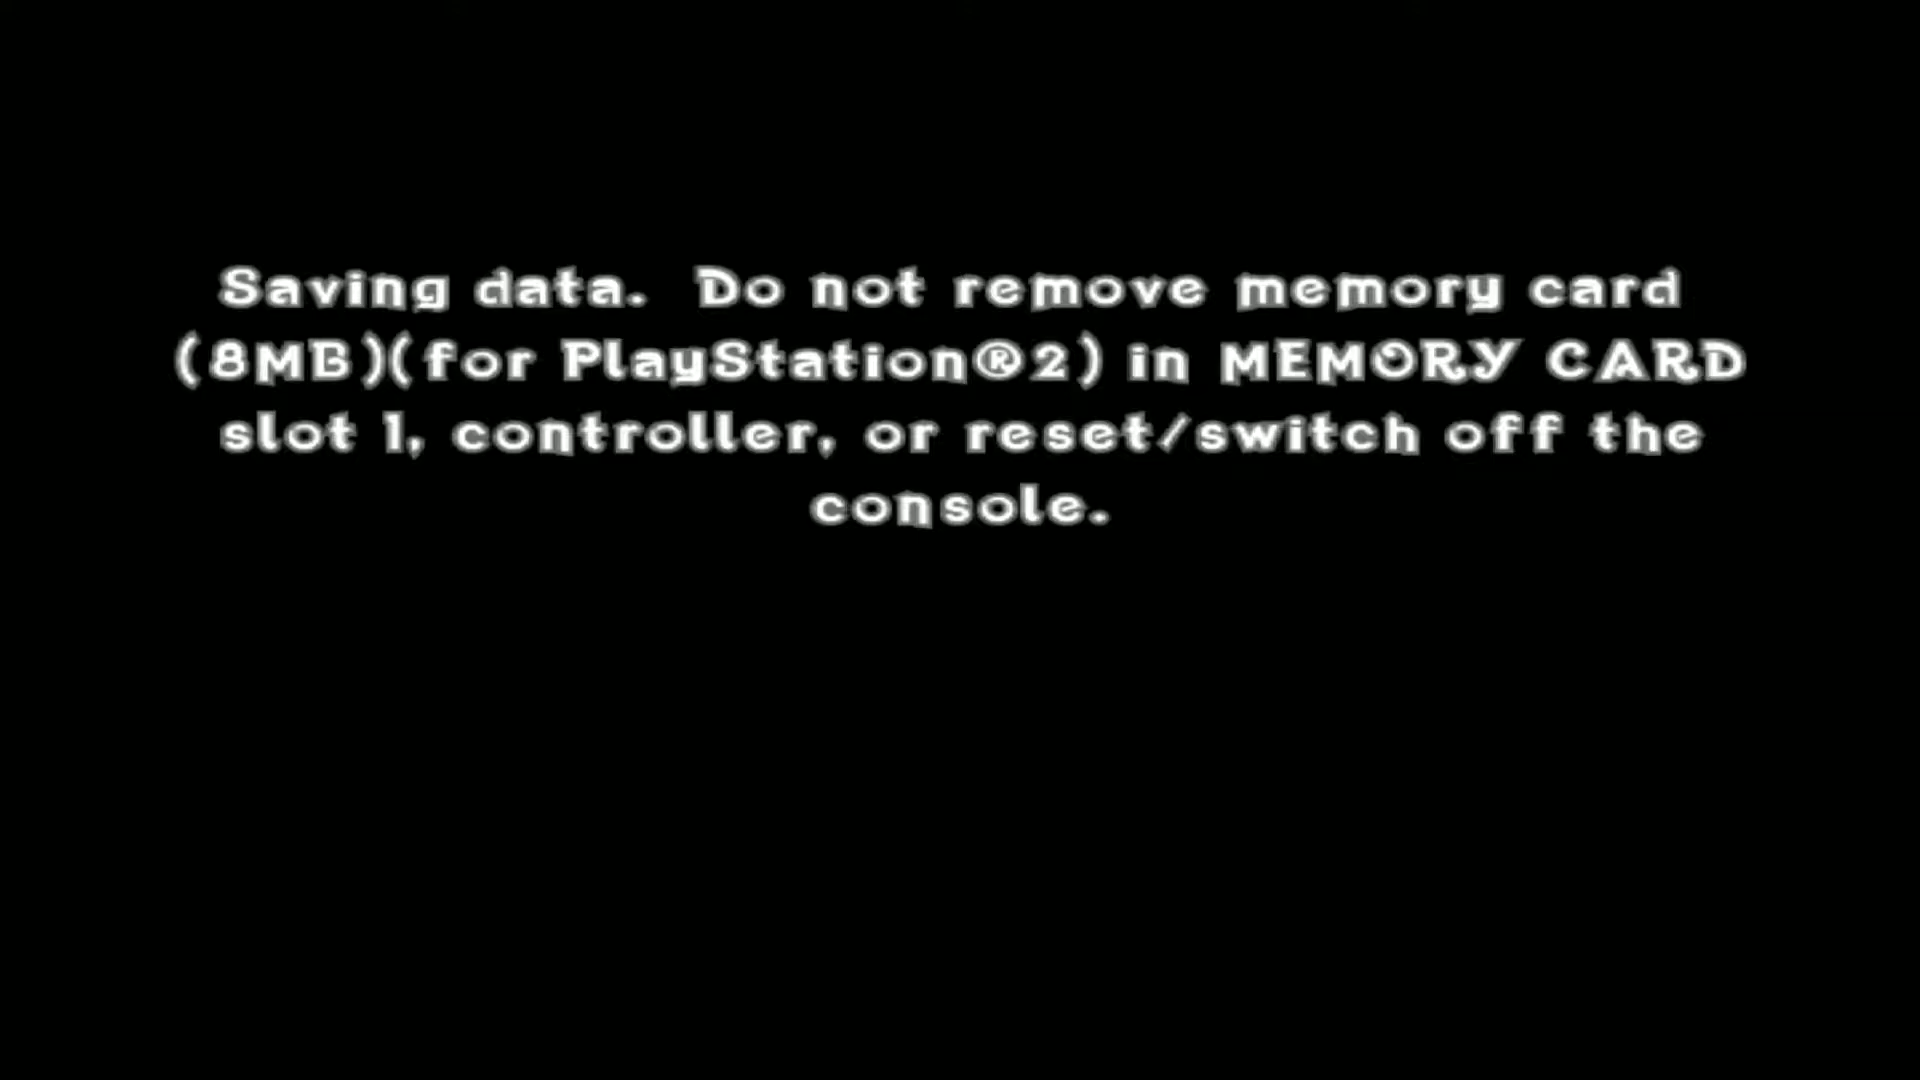 Saving data.  Do not remove memory card
(8MB)(for PlayStation®2) in MEMORY CARD
slot 1, controller, or reset/switch off the
console.